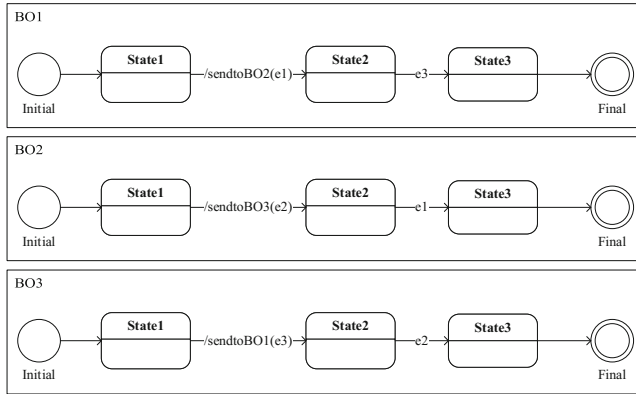 BO1
State1
State2
State3
/sendtoBO2(e1)
e3
Initial
Final
BO2
State1
State2
State3
/sendtoBO3(e2)
e1
Initial
Final
BO3
State1
State2
State3
/sendtoBO1(e3)
e2
Initial
Final